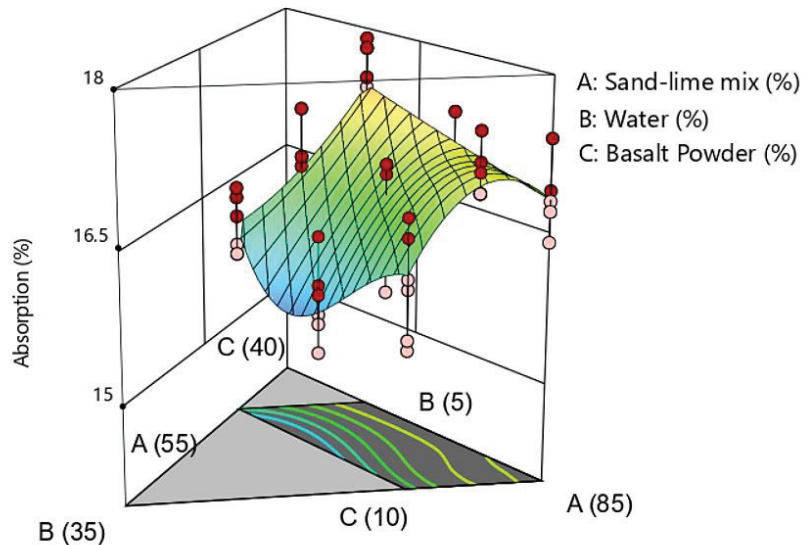 18
A: Sand-lime mix (%)
B: Water (%)
C: Basalt Powder (%)
16.5
Absorption (%)
C (40)
15
B (5)
A (55)
A (85)
C (10)
B (35)